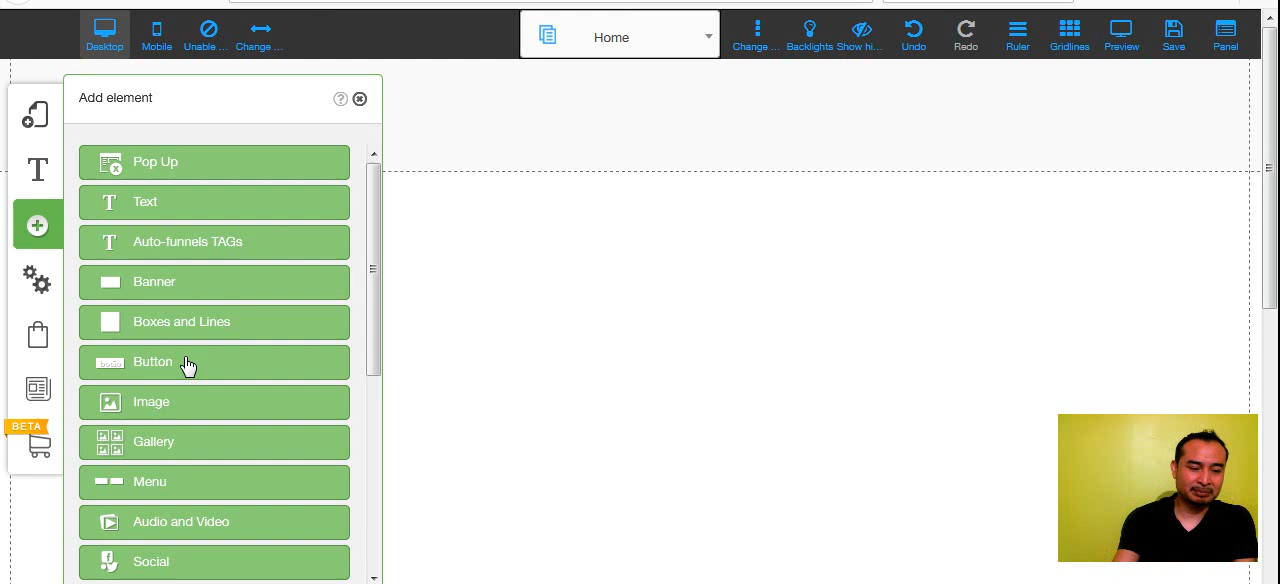 Desktop
Mobile
Unable ...
Change ...
Home
Change ...
Backlights
Show hi...
Undo
Redo
Ruler
Gridlines
Preview
Save
Panel
Add element
?
Pop Up
T Text
T Auto-funnels TAGs
Banner
Boxes and Lines
Button
Image
Gallery
Menu
Audio and Video
Social
T
BETA